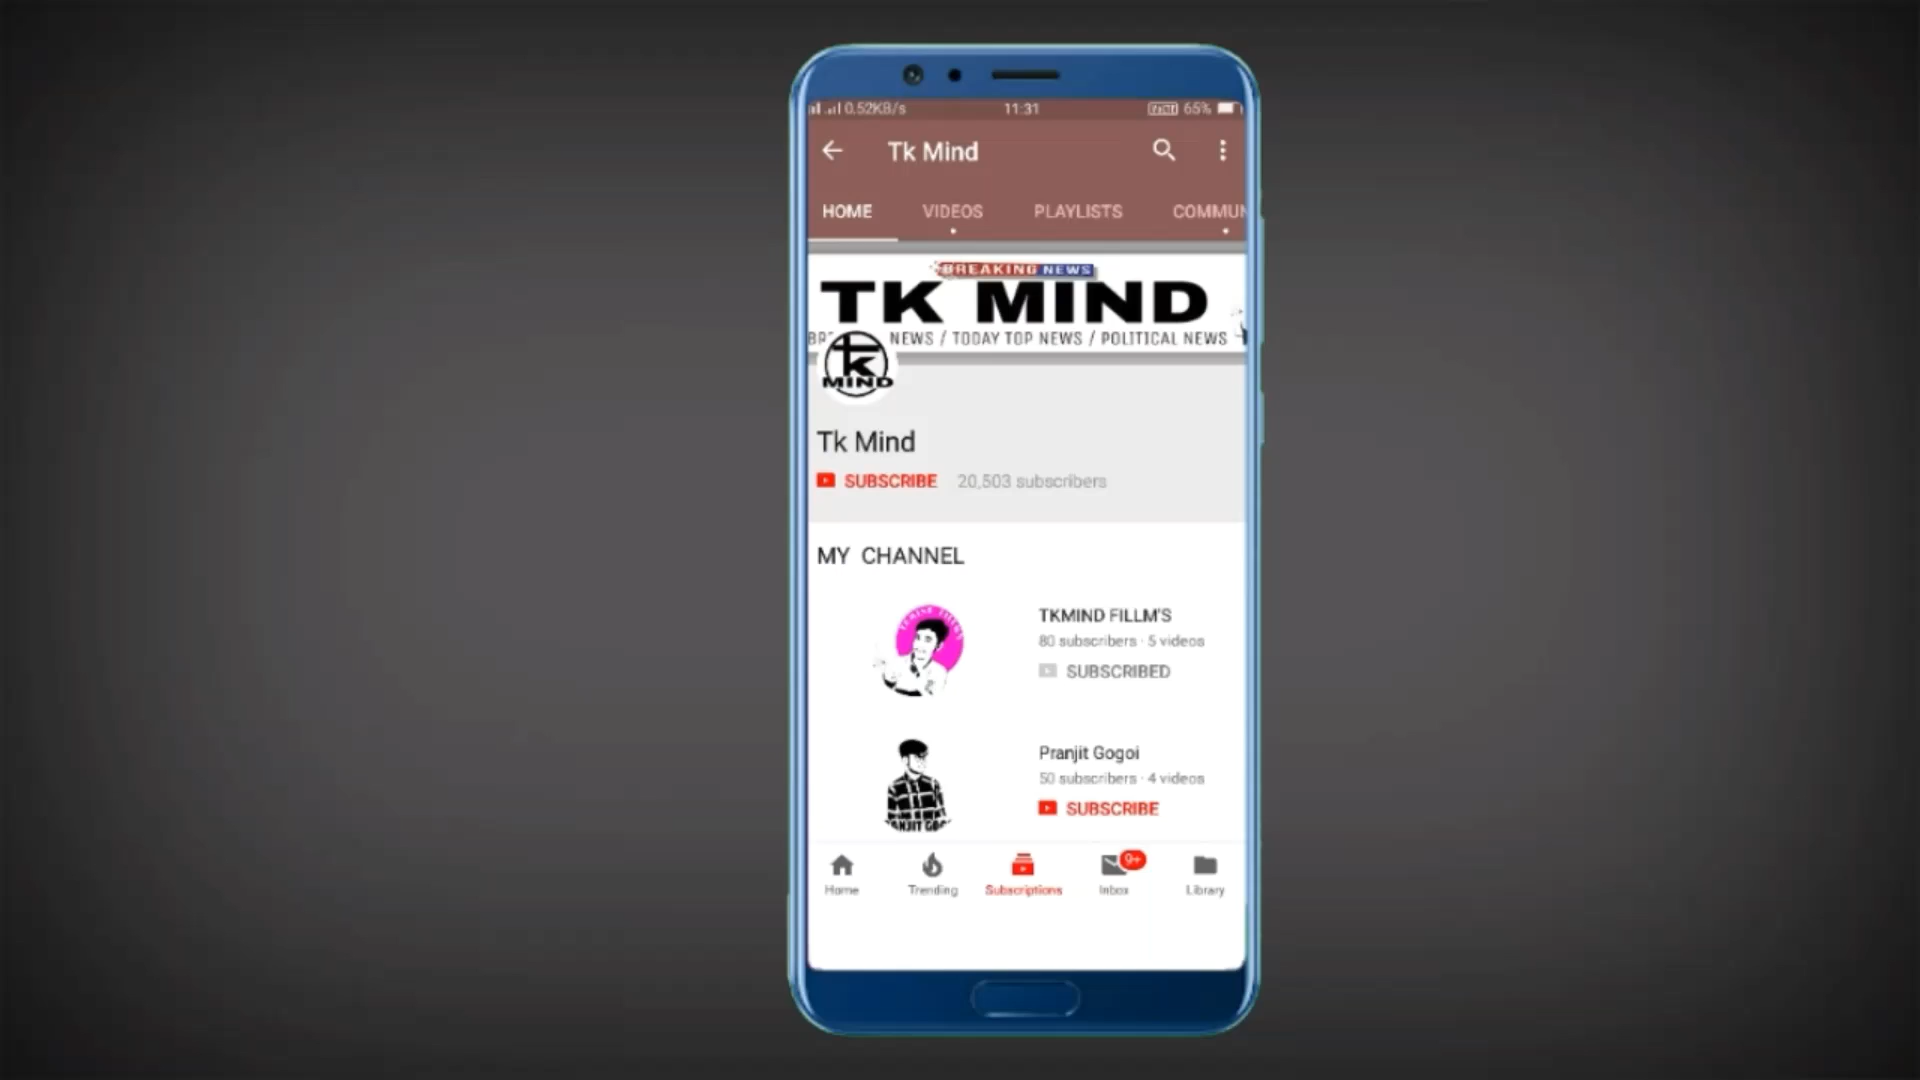 0.52KB/s 11:31 65%
Tk Mind
HOME VIDEOS PLAYLISTS COMMUN
BREAKING NEWS
TK MIND
NEWS / TODAY TOP NEWS / POLITICAL NEWS
tk
MIND
Tk Mind
SUBSCRIBE 20,503 subscribers
MY CHANNEL
TKMIND FILLM'S
80 subscribers · 5 videos
SUBSCRIBED
Pranjit Gogoi
50 subscribers · 4 videos
SUBSCRIBE
9+
Home Trending Subscriptions Inbox Library